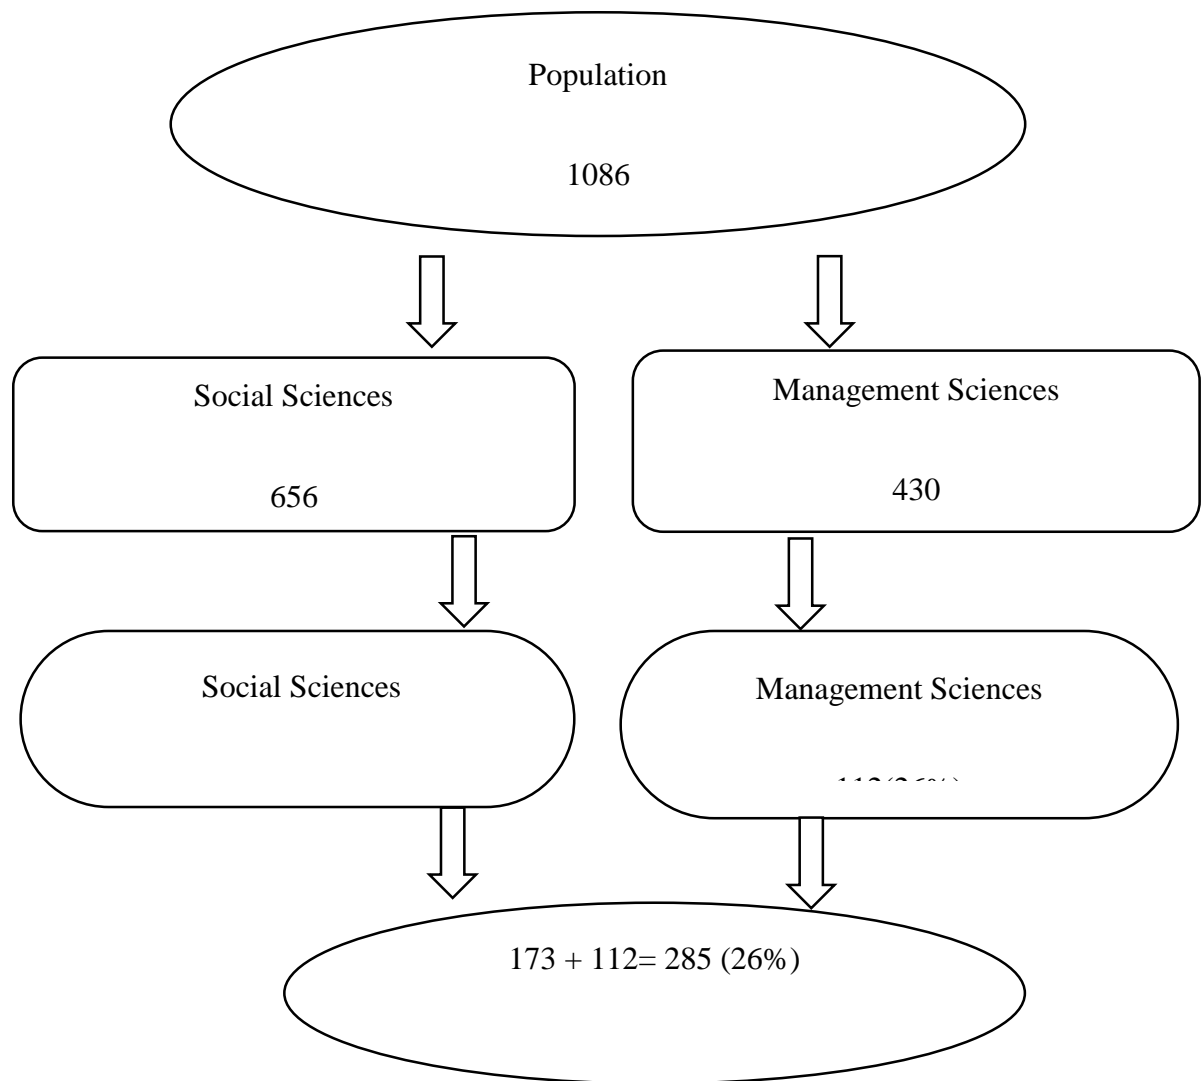 Population
1086
Social Sciences
Management Sciences
656
430
Social Sciences
Management Sciences
173 + 112= 285 (26%)